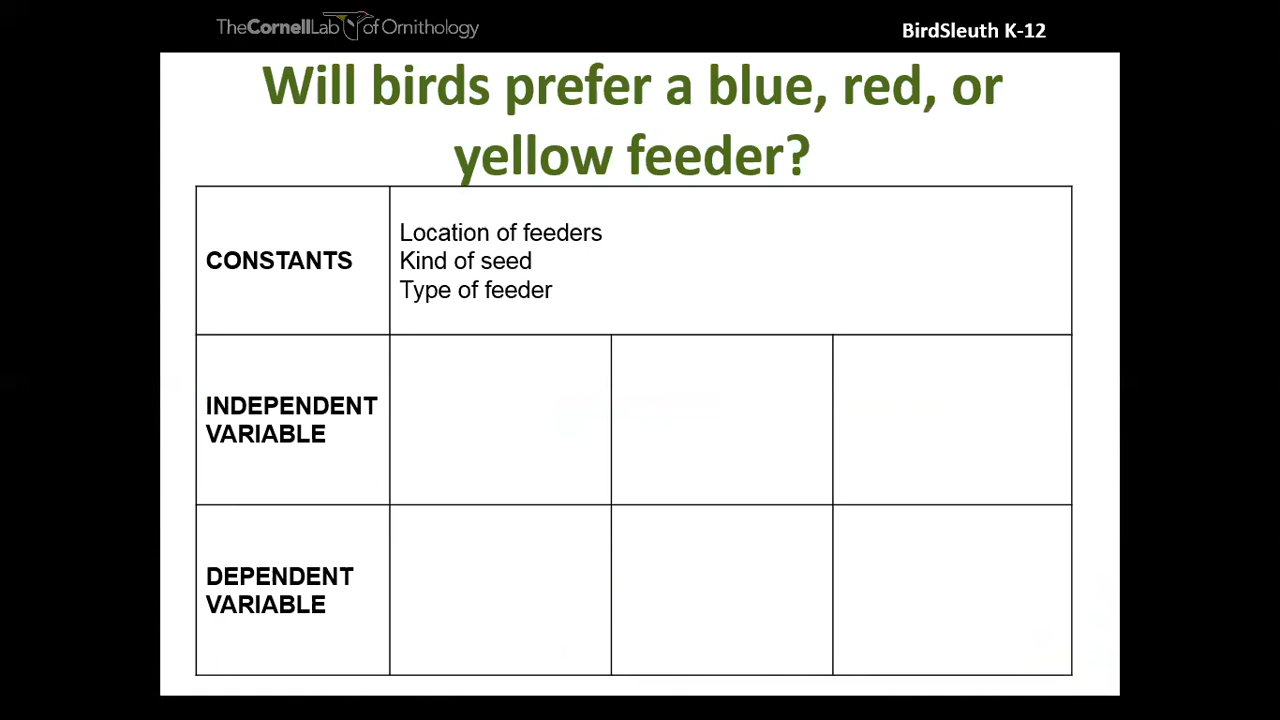 TheCornellLab of Ornithology
BirdSleuth K-12
Will birds prefer a blue, red, or
yellow feeder?
CONSTANTS
Location of feeders
Kind of seed
Type of feeder
INDEPENDENT
VARIABLE
DEPENDENT
VARIABLE